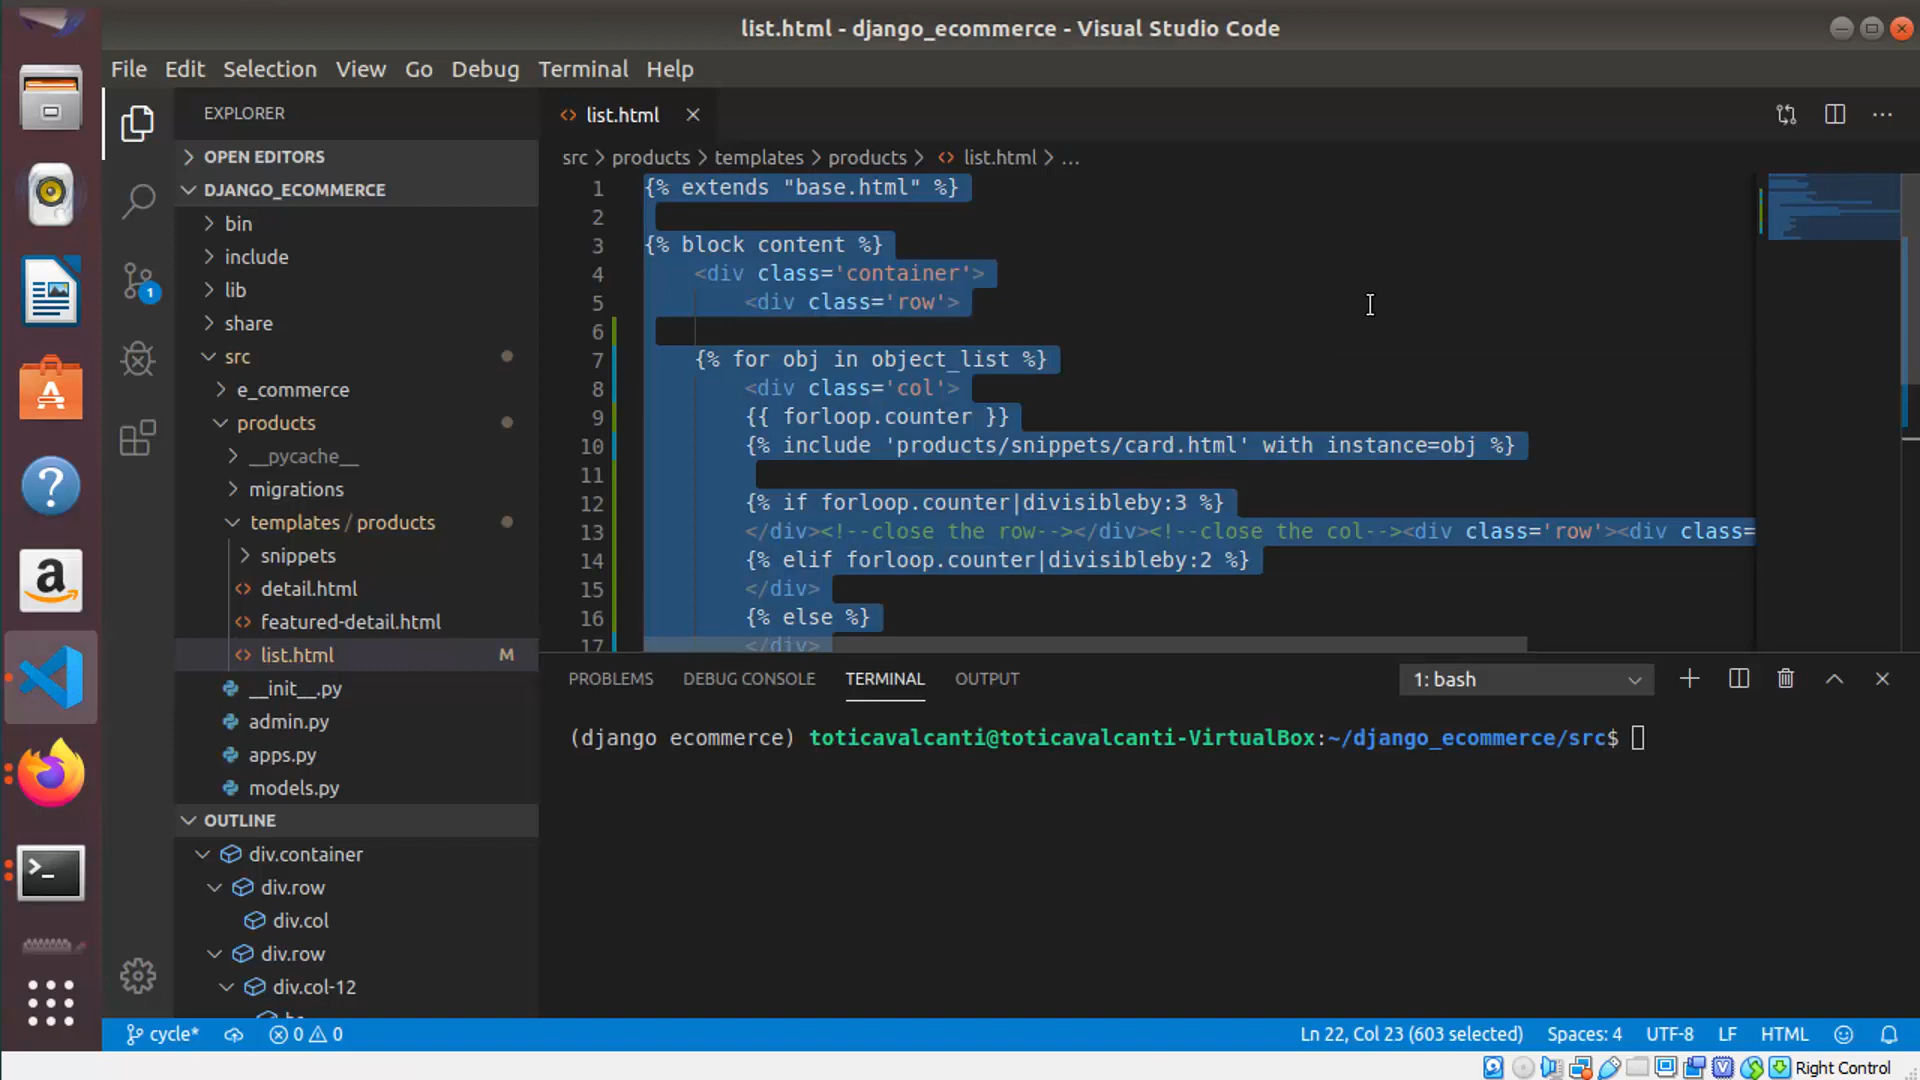 list.html - django_ecommerce - Visual Studio Code
File Edit Selection View Go Debug Terminal Help
EXPLORER
OPEN EDITORS
DJANGO_ECOMMERCE
bin
include
lib
share
src
e_commerce
products
__pycache__
migrations
templates / products
snippets
detail.html
featured-detail.html
list.html M
__init__.py
admin.py
apps.py
models.py
OUTLINE
div.container
div.row
div.col
div.row
div.col-12
1
list.html
src > products > templates > products > list.html > ...
1 {% extends "base.html" %}
2
3 {% block content %}
4 <div class='container'>
5 <div class='row'>
6
7 {% for obj in object_list %}
8 <div class='col'>
9 {{ forloop.counter }}
10 {% include 'products/snippets/card.html' with instance=obj %}
11
12 {% if forloop.counter|divisibleby:3 %}
13 </div><!--close the row--></div><!--close the col--><div class='row'><div class=
14 {% elif forloop.counter|divisibleby:2 %}
15 </div>
16 {% else %}
17 </div>
PROBLEMS DEBUG CONSOLE TERMINAL OUTPUT 1: bash
(django ecommerce) toticavalcanti@toticavalcanti-VirtualBox:~/django_ecommerce/src$
cycle* 0 0 Ln 22, Col 23 (603 selected) Spaces: 4 UTF-8 LF HTML
Right Control